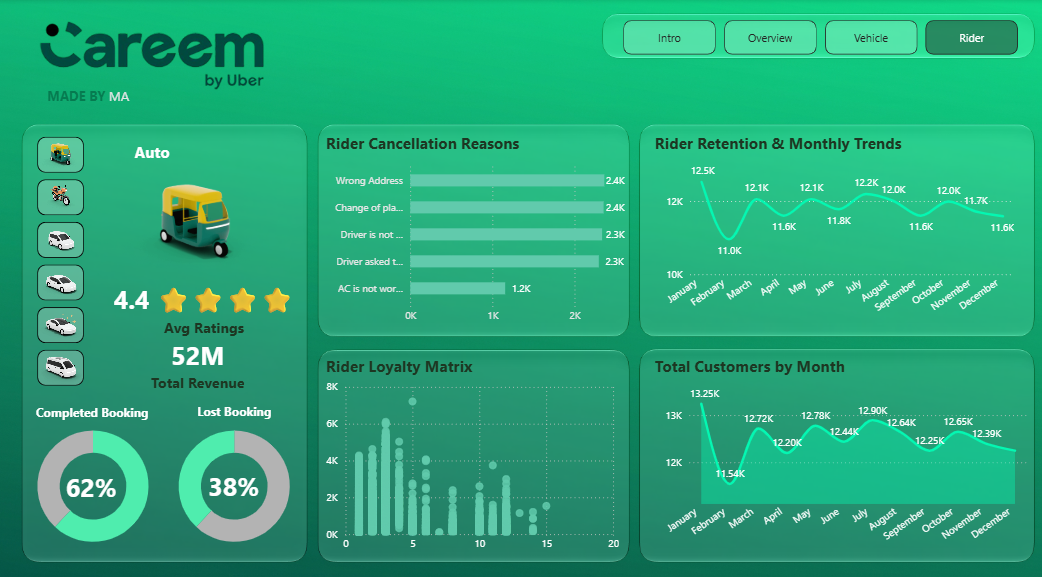 Careem
by Uber
MADE BY MA
Intro
Overview
Vehicle
Rider
Auto
4.4
Avg Ratings
52M
Total Revenue
Completed Booking
Lost Booking
62%
38%
Rider Cancellation Reasons
Wrong Address 2.4K
Change of pla... 2.4K
Driver is not ... 2.3K
Driver asked t... 2.3K
AC is not wor... 1.2K
0K 1K 2K
Rider Retention & Monthly Trends
12K
10K
12.5K
11.0K
12.1K
11.6K
12.1K
11.8K
12.2K
12.0K
11.6K
12.0K
11.7K
11.6K
January
February
March
April
May
June
July
August
September
October
November
December
Rider Loyalty Matrix
8K
6K
4K
2K
0K
0 5 10 15 20
Total Customers by Month
13K
12K
13.25K
11.54K
12.72K
12.20K
12.78K
12.44K
12.90K
12.64K
12.25K
12.65K
12.39K
January
February
March
April
May
June
July
August
September
October
November
December